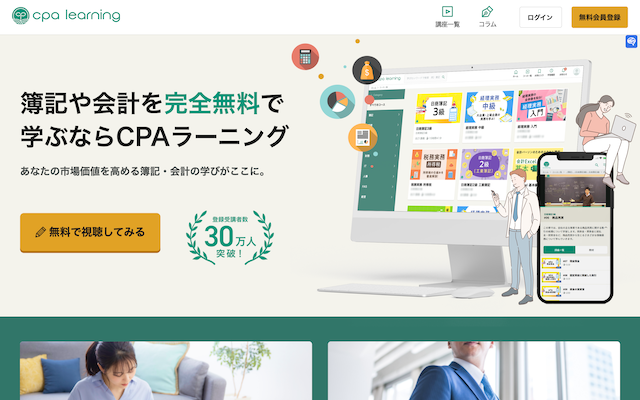 cpa learning
講座一覧
コラム
ログイン
無料会員登録
簿記や会計を完全無料で
学ぶならCPAラーニング
あなたの市場価値を高める簿記・会計の学びがここに。
無料で視聴してみる
登録受講者数
30万人
突破！
cpa learning
日商簿記
3級
経理実務
中級
経理実務
入門
税務実務
日商簿記
2級
工業簿記